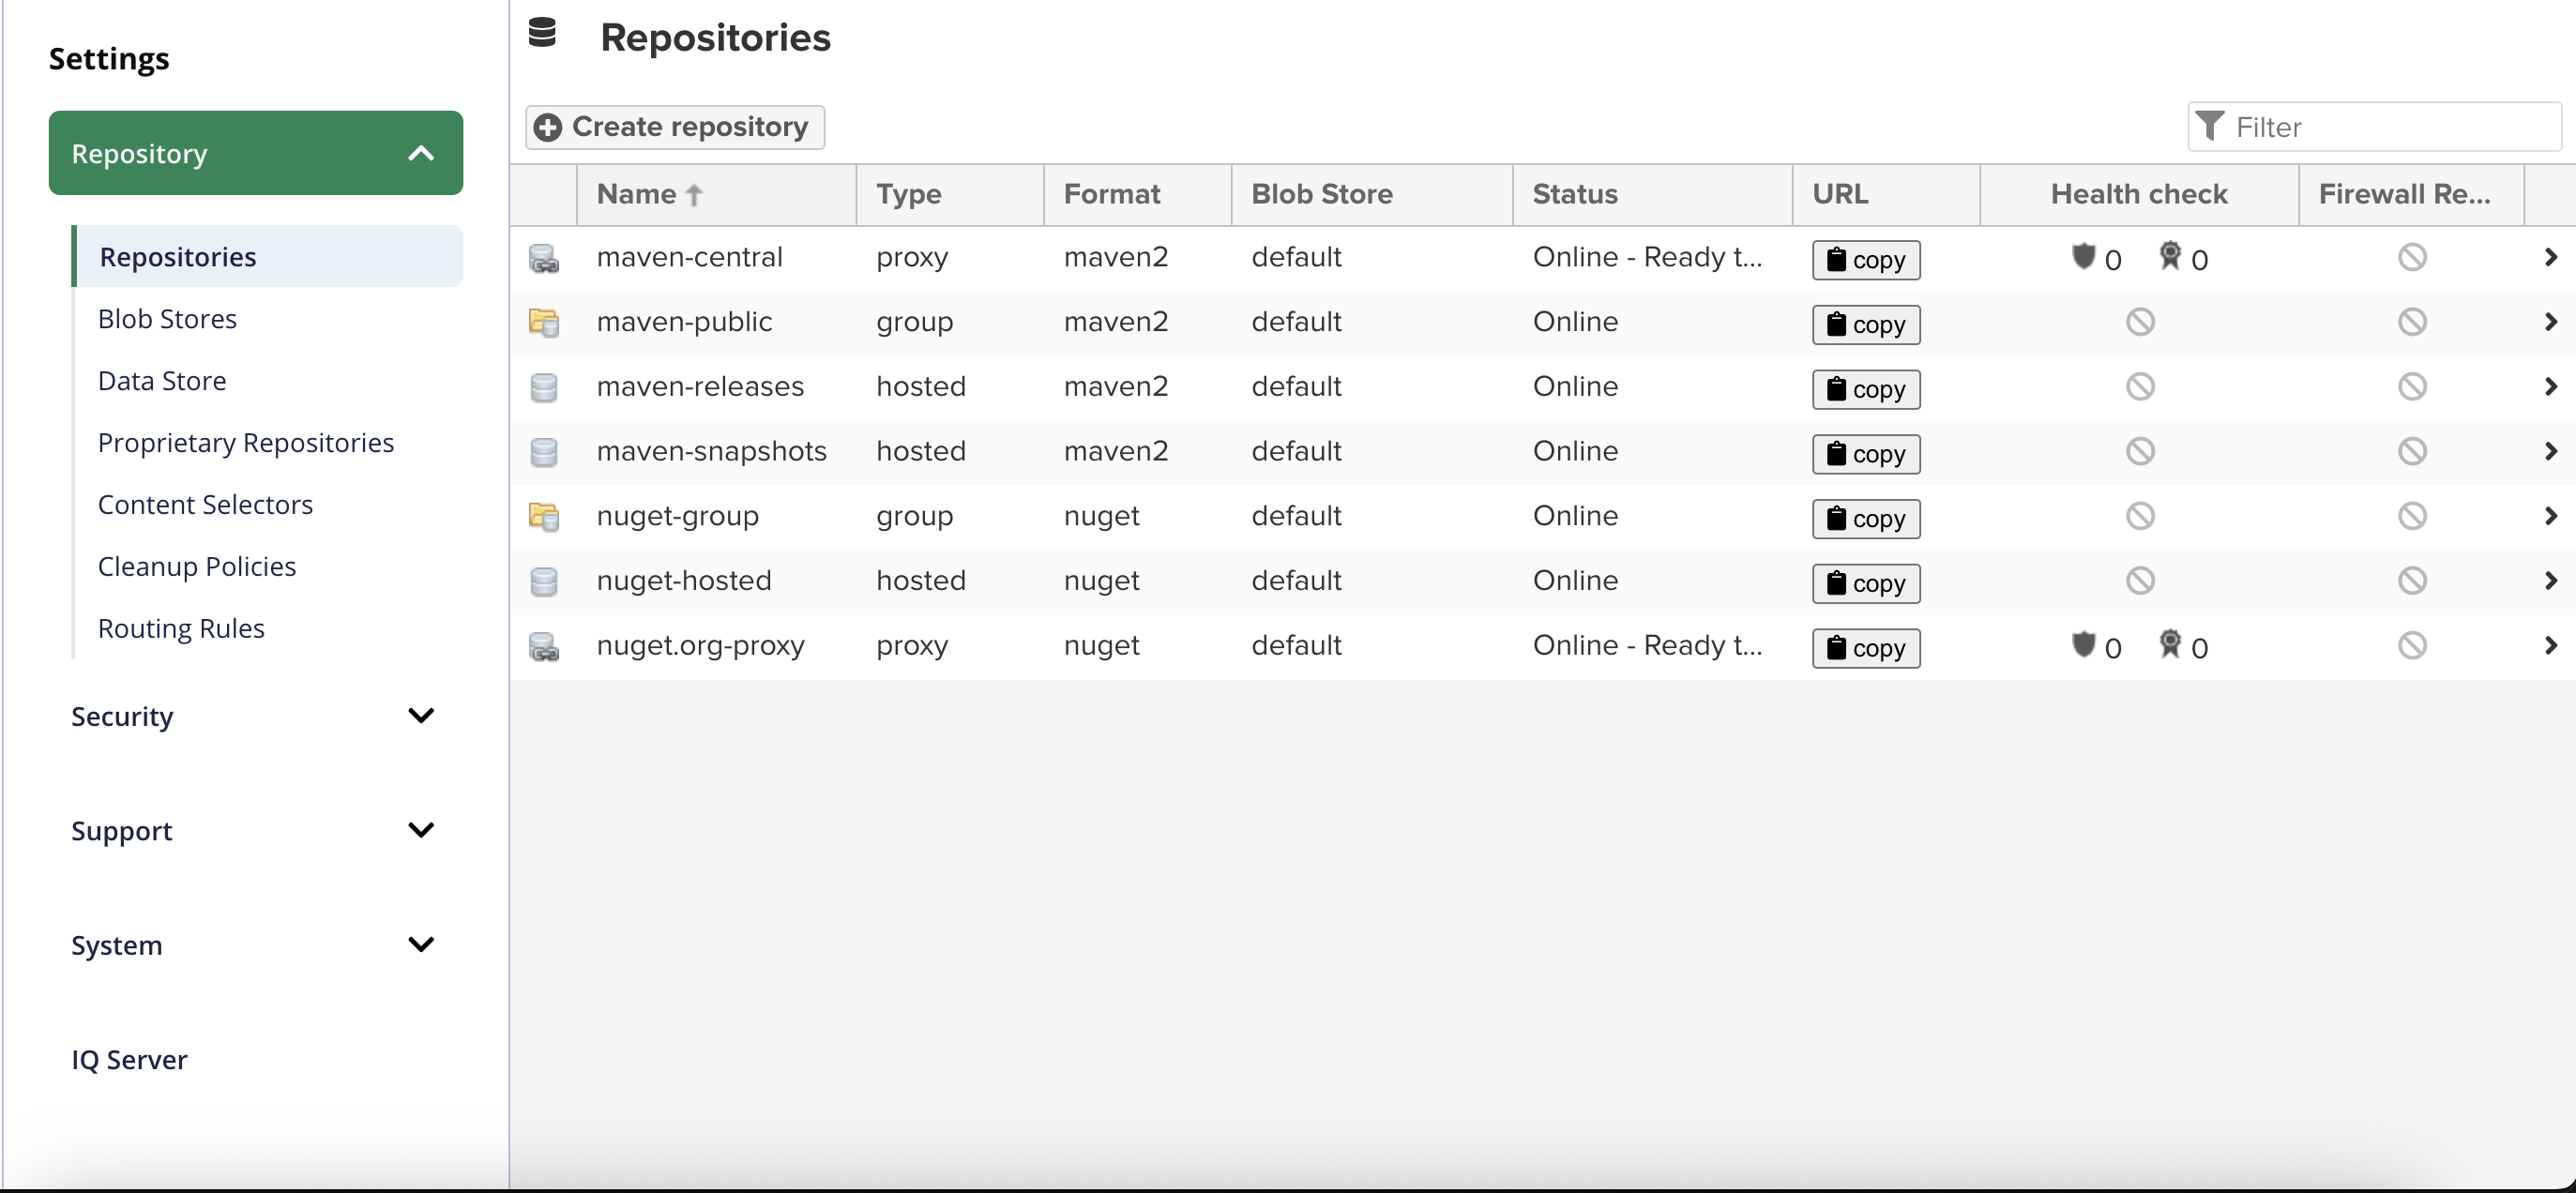 Settings
Repository
Repositories
Blob Stores
Data Store
Proprietary Repositories
Content Selectors
Cleanup Policies
Routing Rules
Security
Support
System
IQ Server
Repositories
Create repository
Filter
Name Type Format Blob Store Status URL Health check Firewall Re...
maven-central proxy maven2 default Online - Ready t... copy 0 0
maven-public group maven2 default Online copy
maven-releases hosted maven2 default Online copy
maven-snapshots hosted maven2 default Online copy
nuget-group group nuget default Online copy
nuget-hosted hosted nuget default Online copy
nuget.org-proxy proxy nuget default Online - Ready t... copy 0 0